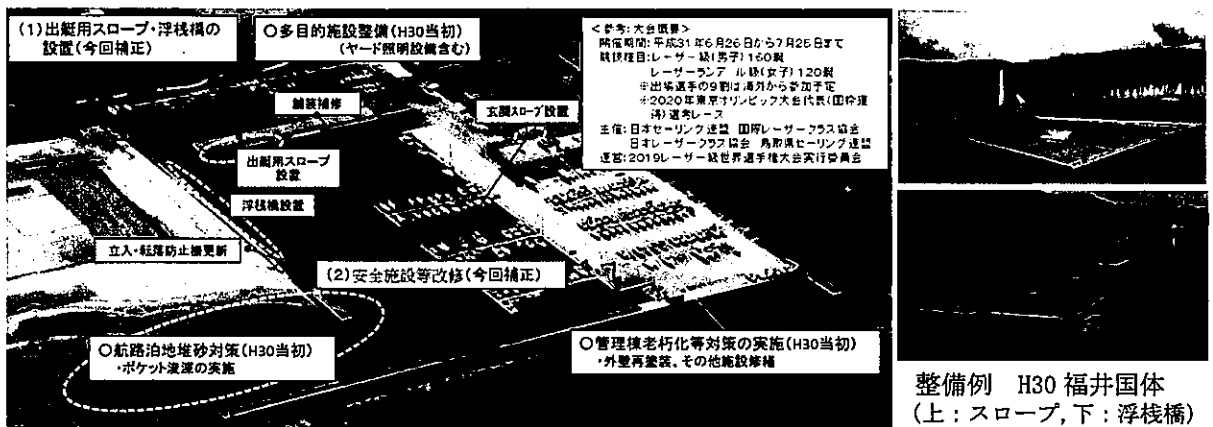 (1)出艇用スロープ・浮桟橋の
設置(今回補正)
○多目的施設整備(H30当初)
(ヤード照明設備含む)
<参考:大会概要>
開催期間:平成31年6月26日から7月25日まで
競技種目:レーザー級(男子)160艇
レーザーラジアル級(女子)120艇
※出場選手の9割は海外から参加予定
※2020年東京オリンピック大会代表(国枠獲
得)選考レース
主催:日本セーリング連盟 国際レーザークラス協会
日本レーザークラス協会 鳥取県セーリング連盟
運営:2019レーザー級世界選手権大会実行委員会
舗装補修
玄関スロープ設置
出艇用スロープ
設置
浮桟橋設置
立入・転落防止柵更新
(2)安全施設等改修(今回補正)
○航路泊地堆砂対策(H30当初)
・ポケット浚渫の実施
○管理棟老朽化等対策の実施(H30当初)
・外壁再塗装、その他施設修繕
整備例 H30福井国体
(上:スロープ,下:浮桟橋)